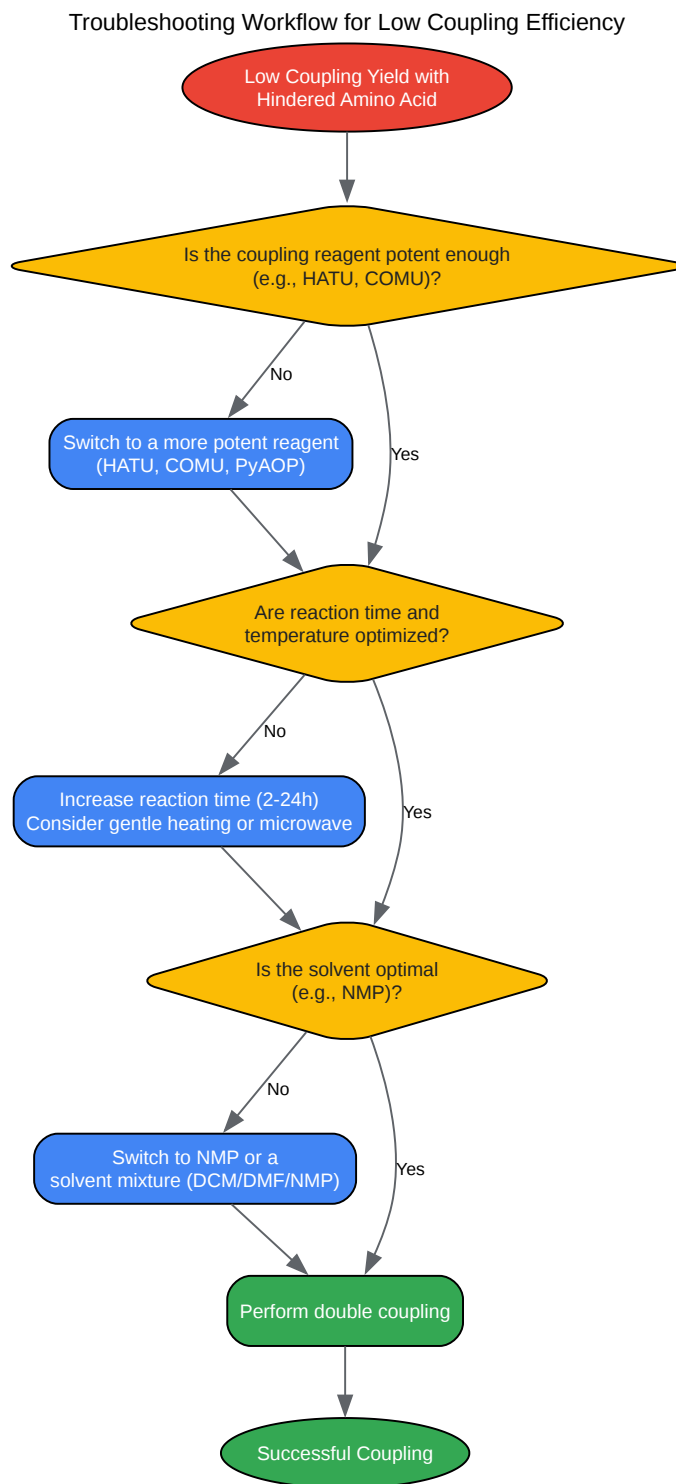 Troubleshooting Workflow for Low Coupling Efficiency
Low Coupling Yield with
Hindered Amino Acid
Is the coupling reagent potent enough
(e.g., HATU, COMU)?
No
Switch to a more potent reagent
(HATU, COMU, PyAOP)
Yes
Are reaction time and
temperature optimized?
No
Increase reaction time (2-24h)
Consider gentle heating or microwave
Yes
Is the solvent optimal
(e.g., NMP)?
No
Switch to NMP or a
solvent mixture (DCM/DMF/NMP)
Yes
Perform double coupling
Successful Coupling